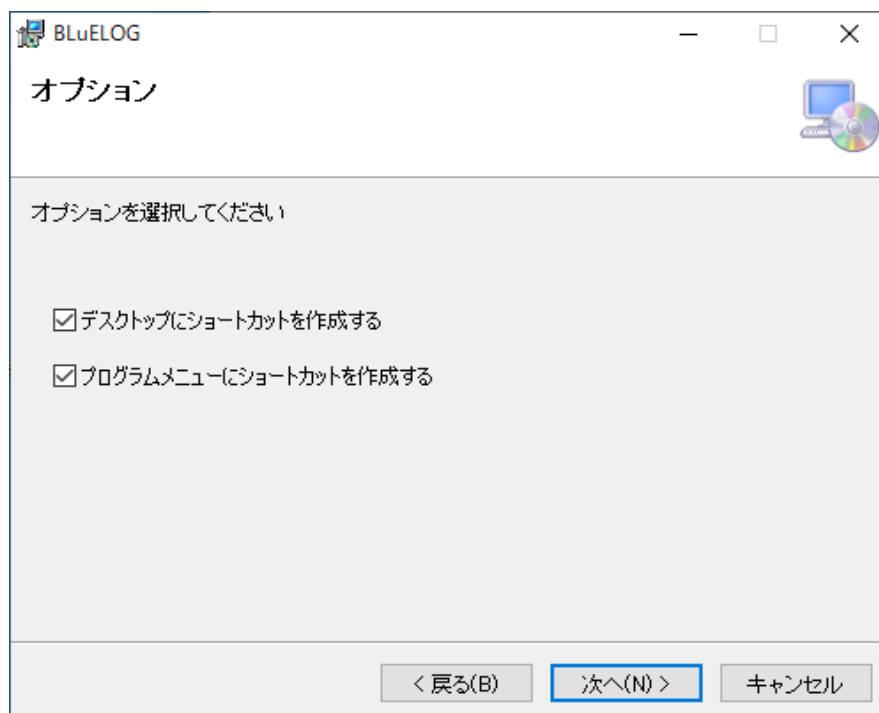 BLuELOG
オプション
オプションを選択してください
デスクトップにショートカットを作成する
プログラムメニューにショートカットを作成する
< 戻る(B)
次へ(N) >
キャンセル